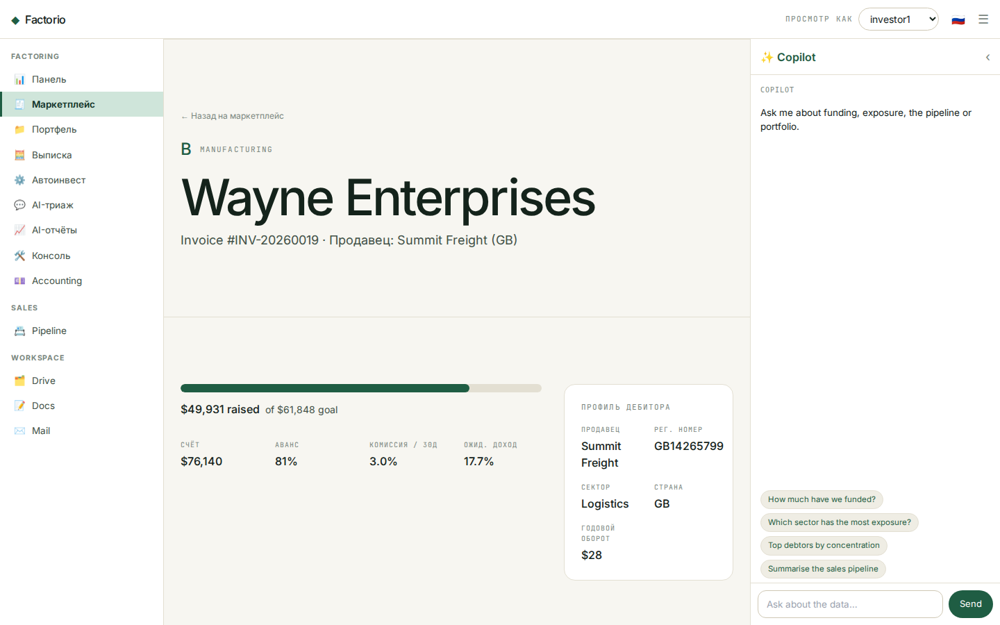 Factorio
ПРОСМОТР КАК
investor1
FACTORING
Панель
Маркетплейс
Портфель
Выписка
Автоинвест
AI-триаж
AI-отчёты
Консоль
Accounting
SALES
Pipeline
WORKSPACE
Drive
Docs
Mail
← Назад на маркетплейс
B MANUFACTURING
Wayne Enterprises
Invoice #INV-20260019 · Продавец: Summit Freight (GB)
$49,931 raised of $61,848 goal
СЧЁТ
$76,140
АВАНС
81%
КОМИССИЯ / 30Д
3.0%
ОЖИД. ДОХОД
17.7%
ПРОФИЛЬ ДЕБИТОРА
ПРОДАВЕЦ
Summit
Freight
РЕГ. НОМЕР
GB14265799
СЕКТОР
Logistics
СТРАНА
GB
ГОДОВОЙ
ОБОРОТ
$28
✨ Copilot
COPILOT
Ask me about funding, exposure, the pipeline or
portfolio.
How much have we funded?
Which sector has the most exposure?
Top debtors by concentration
Summarise the sales pipeline
Ask about the data...
Send